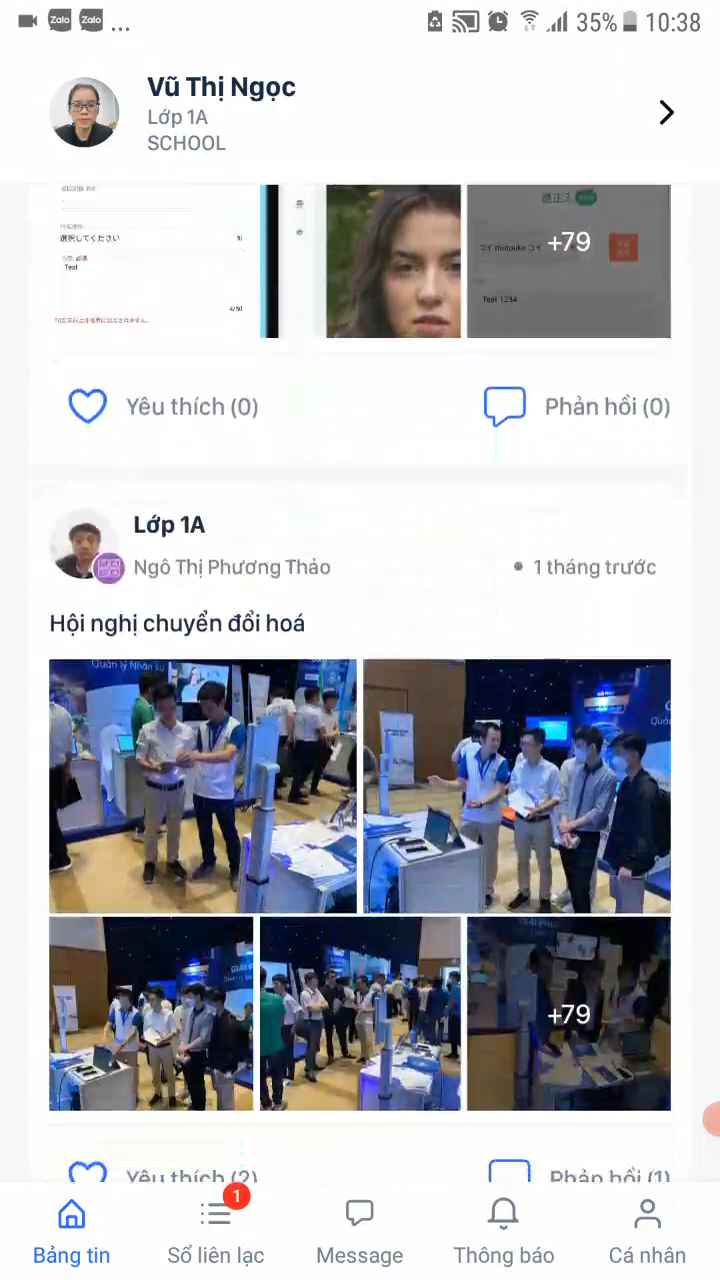 Zalo Zalo ... 35% 10:38
Vũ Thị Ngọc
Lớp 1A
SCHOOL
選択してください
Test
4/50
+79
Test 1234
Yêu thích (0) Phản hồi (0)
Lớp 1A
Ngô Thị Phương Thảo 1 tháng trước
Hội nghị chuyển đổi hoá
Quản lý Nhân sự
+79
Yêu thích (2) Phản hồi (1)
1
Bảng tin Sổ liên lạc Message Thông báo Cá nhân